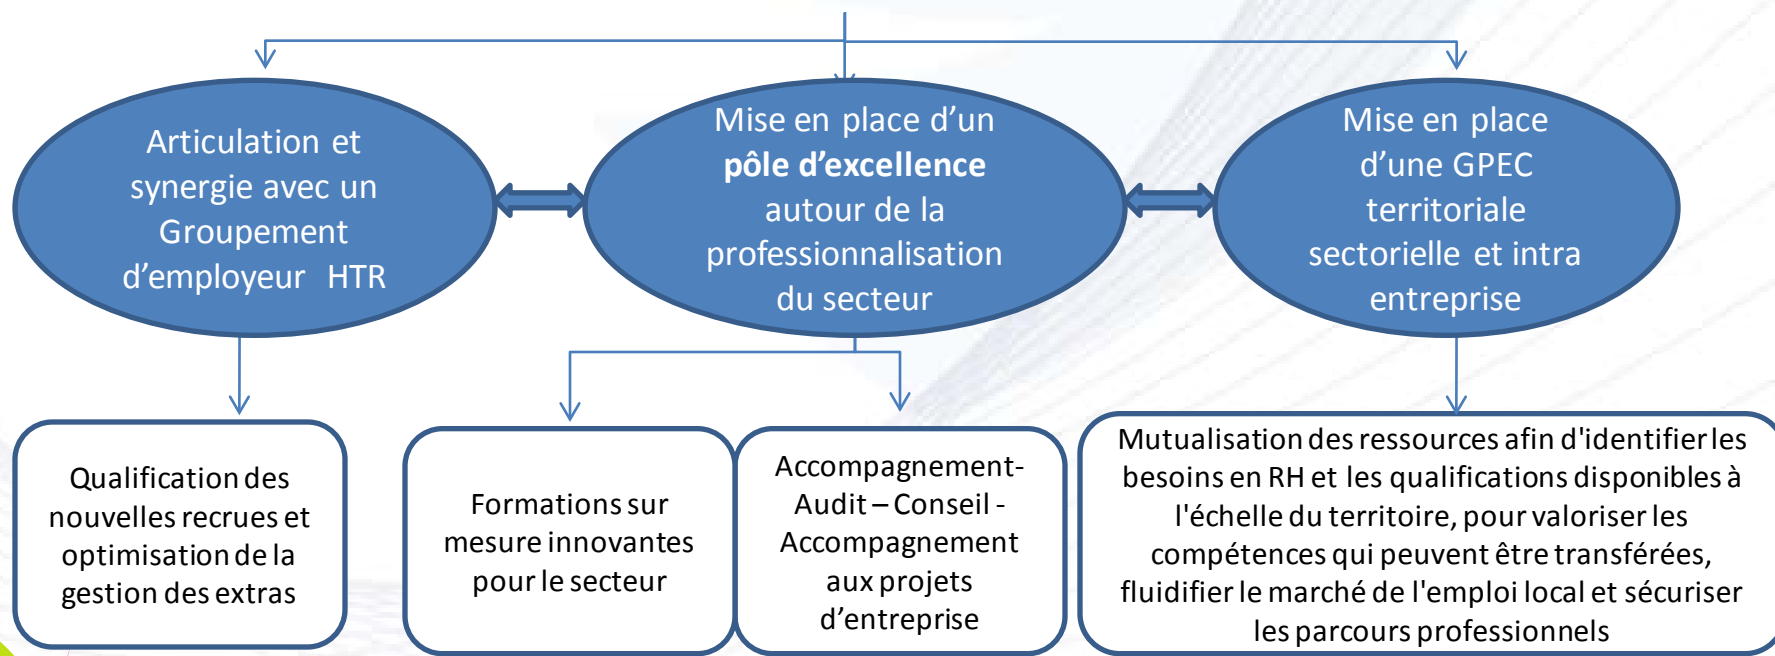 Articulation et
synergie avec un
Groupement
d’employeur HTR
Mise en place d’un
pôle d’excellence
autour de la
professionnalisation
du secteur
Mise en place
d’une GPEC
territoriale
sectorielle et intra
entreprise
Qualification des
nouvelles recrues et
optimisation de la
gestion des extras
Formations sur
mesure innovantes
pour le secteur
Accompagnement-
Audit – Conseil -
Accompagnement
aux projets
d’entreprise
Mutualisation des ressources afin d'identifier les
besoins en RH et les qualifications disponibles à
l'échelle du territoire, pour valoriser les
compétences qui peuvent être transférées,
fluidifier le marché de l'emploi local et sécuriser
les parcours professionnels